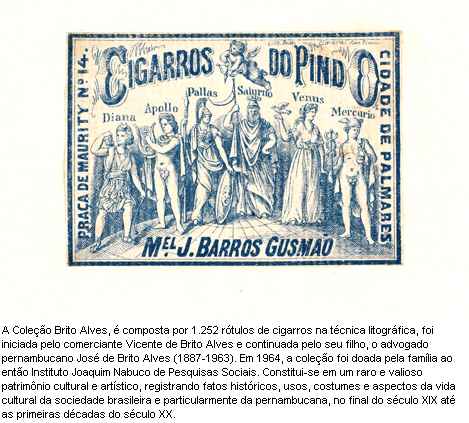 CIGARROS DO PINDO
PRAÇA DE MAURITY Nº 14.
CIDADE DE PALMARES
Diana
Apollo
Pallas
Saturno
Venus
Mercurio
MEL J. BARROS GUSMAO
A Coleção Brito Alves, é composta por 1.252 rótulos de cigarros na técnica litográfica, foi
iniciada pelo comerciante Vicente de Brito Alves e continuada pelo seu filho, o advogado
pernambucano José de Brito Alves (1887-1963). Em 1964, a coleção foi doada pela família ao
então Instituto Joaquim Nabuco de Pesquisas Sociais. Constitui-se em um raro e valioso
patrimônio cultural e artístico, registrando fatos históricos, usos, costumes e aspectos da vida
cultural da sociedade brasileira e particularmente da pernambucana, no final do século XIX até
as primeiras décadas do século XX.